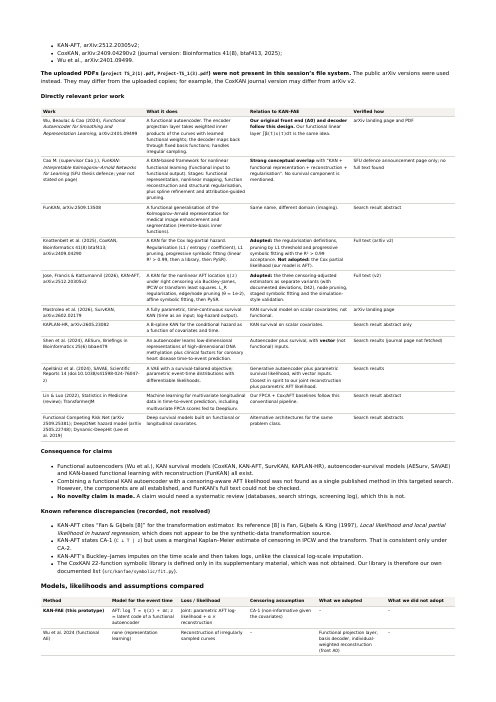 • KAN-AFT, arXiv:2512.20305v2;
• CoxKAN, arXiv:2409.04290v2 (journal version: Bioinformatics 41(8), btaf413, 2025);
• Wu et al., arXiv:2401.09499.
The uploaded PDFs (project_TS_2(1).pdf, Project-TS_1(3).pdf) were not present in this session's file system. The public arXiv versions were used
instead. They may differ from the uploaded copies; for example, the CoxKAN journal version may differ from arXiv v2.
Directly relevant prior work
Work What it does Relation to KAN-FAE Verified how
Wu, Beaulac & Cao (2024), Functional
Autoencoder for Smoothing and
Representation Learning, arXiv:2401.09499
A functional autoencoder. The encoder
projection layer takes weighted inner
products of the curves with learned
weight functions; the decoder maps
back through fixed basis functions;
handles irregular sampling.
Our original front end (A0) and decoder
follow this design. Our functional linear
layer ∫β(t)x(t)dt is the same idea.
arXiv landing page and PDF
Cao M. (supervisor Cao J.), FunKAN:
Interpretable Kolmogorov–Arnold Networks
for Functional Learning (SFU thesis defence; year not
stated on page)
A KAN-based framework for nonlinear
functional learning (functional input to
functional output). Stages: functional
representation, nonlinear mapping, function
reconstruction and structural regularisation,
plus spline refinement and attribution-guided
pruning.
Strong conceptual overlap with "KAN +
functional representation + reconstruction +
regularisation". No survival component is
mentioned.
SFU defence announcement page only; no
full text found
FunKAN, arXiv:2509.13508
A functional generalisation of the
Kolmogorov–Arnold representation for
medical image enhancement and
segmentation (Hermite-basis inner
functions).
Same name, different domain (imaging).
Search result abstract
Knottenbelt et al. (2025), CoxKAN,
Bioinformatics 41(8) btaf413;
arXiv:2409.04290
A KAN for the Cox log-partial hazard.
Regularisation (L1 / entropy / coefficient), L1
pruning, progressive symbolic fitting (linear
R² > 0.99, then a library, then PySR).
Adopted: the regularisation definitions,
pruning by L1 threshold and progressive
symbolic fitting with the R² > 0.99
acceptance. Not adopted: the Cox partial
likelihood (our model is AFT).
Full text (arXiv v2)
Jose, Francis & Kattumannil (2026), KAN-AFT,
arXiv:2512.20305v2
A KAN for the nonlinear AFT location η(z)
under right censoring via Buckley–James,
IPCW or transform least squares. L_R
regularisation, edge/node pruning (θ = 1e-2),
affine symbolic fitting, then PySR.
Adopted: the three censoring-adjusted
estimators as separate variants (with
documented deviations, D42), node pruning,
staged symbolic fitting and the simulation-
style validation.
Full text (v2)
Mastroleo et al. (2026), SurvKAN,
arXiv:2602.02179
A fully parametric, time-continuous survival
KAN (time as an input; log-hazard output).
KAN survival model on scalar covariates; not
functional.
arXiv landing page
KAPLAN-HR, arXiv:2605.23082
A B-spline KAN for the conditional hazard as
a function of covariates and time.
KAN survival on scalar covariates.
Search result abstract only
Shen et al. (2024), AESurv, Briefings in
Bioinformatics 25(6) bbae479
An autoencoder learns low-dimensional
representations of high-dimensional DNA
methylation plus clinical factors for coronary
heart disease time-to-event prediction.
Autoencoder plus survival, with vector
(not functional) inputs.
Search results (journal page not fetched)
Apellániz et al. (2024), SAVAE, Scientific
Reports 14 (doi 10.1038/s41598-024-76047-
2)
A VAE with a survival-tailored objective;
parametric event-time distributions with
differentiable likelihoods.
Generative autoencoder plus parametric
survival likelihood, with vector inputs.
Closest in spirit to our joint reconstruction
plus parametric AFT likelihood.
Search results
Lin & Luo (2022), Statistics in Medicine
(review); TransformerJM
Machine learning for multivariate longitudinal
data in time-to-event prediction, including
multivariate FPCA scores fed to DeepSurv.
Our FPCA + Cox/AFT baselines follow this
conventional pipeline.
Search result abstracts
Functional Competing Risk Net (arXiv
2509.25381); DeepONet hazard model (arXiv
2505.22748); Dynamic-DeepHit (Lee et
al. 2019)
Deep survival models built on functional or
longitudinal covariates.
Alternative architectures for the same
problem class.
Search result abstracts
Consequence for claims
• Functional autoencoders (Wu et al.), KAN survival models (CoxKAN, KAN-AFT, SurvKAN, KAPLAN-HR), autoencoder-survival models (AESurv, SAVAE)
and KAN-based functional learning with reconstruction (FunKAN) all exist.
• Combining a functional KAN autoencoder with a censoring-aware AFT likelihood was not found as a single published method in this targeted search.
However, the components are all established, and FunKAN's full text could not be checked.
• No novelty claim is made. A claim would need a systematic review (databases, search strings, screening log), which this is not.
Known reference discrepancies (recorded, not resolved)
• KAN-AFT cites "Fan & Gijbels [8]" for the transformation estimator. Its reference [8] is Fan, Gijbels & King (1997), Local likelihood and local partial
likelihood in hazard regression, which does not appear to be the synthetic-data transformation source.
• KAN-AFT states CA-1 (C ⊥ T | z) but uses a marginal Kaplan–Meier estimator of censoring in IPCW and the transform. That is consistent only under
CA-2.
• KAN-AFT's Buckley–James imputes on the time scale and then takes logs, unlike the classical log-scale imputation.
• The CoxKAN 22-function symbolic library is defined only in its supplementary material, which was not obtained. Our library is therefore our own
documented list (src/kanfae/symbolic/fit.py).
Models, likelihoods and assumptions compared
Method Model for the event time Loss / likelihood Censoring assumption What we adopted What we did not adopt
KAN-FAE (this prototype)
AFT: log T = η(z) + σε; z
= latent code of a functional
autoencoder
Joint: parametric AFT log-
likelihood + α ×
reconstruction
CA-1 (non-informative given
the covariates)
–
–
Wu et al. 2024 (functional
AE)
none (representation
learning)
Reconstruction of irregularly
sampled curves
–
Functional projection layer,
basis decoder, individual-
weighted reconstruction
(front A0)
–